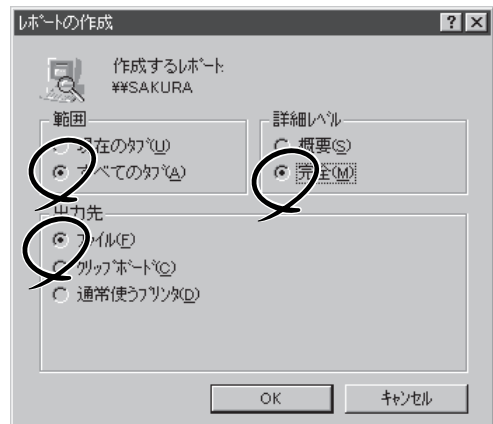 レポートの作成
作成するレポート:
¥¥SAKURA
範囲
現在のタブ(U)
すべてのタブ(A)
詳細レベル
概要(S)
完全(M)
出力先
ファイル(F)
クリップボード(C)
通常使うプリンタ(D)
OK
キャンセル